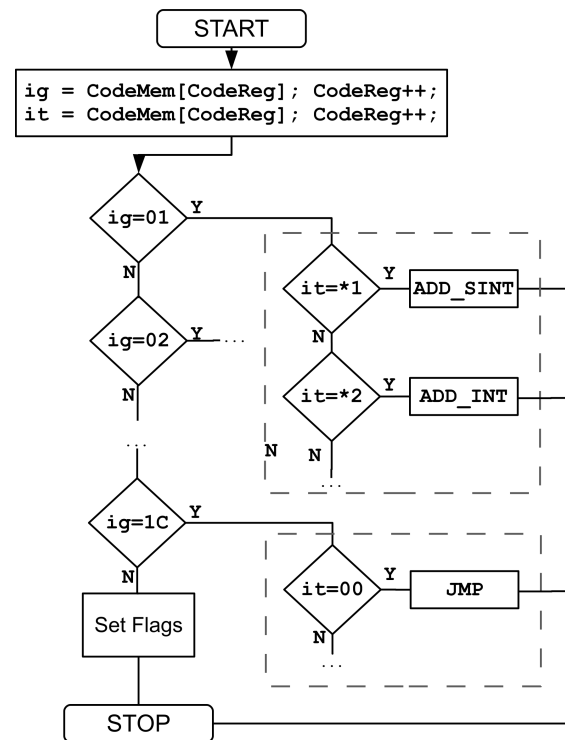 START
ig = CodeMem[CodeReg]; CodeReg++;
it = CodeMem[CodeReg]; CodeReg++;
ig=01
Y
N
it=*1
Y
ADD_SINT
N
ig=02
Y
...
N
it=*2
Y
ADD_INT
N
N
...
...
ig=1C
Y
N
it=00
Y
JMP
N
...
Set Flags
STOP